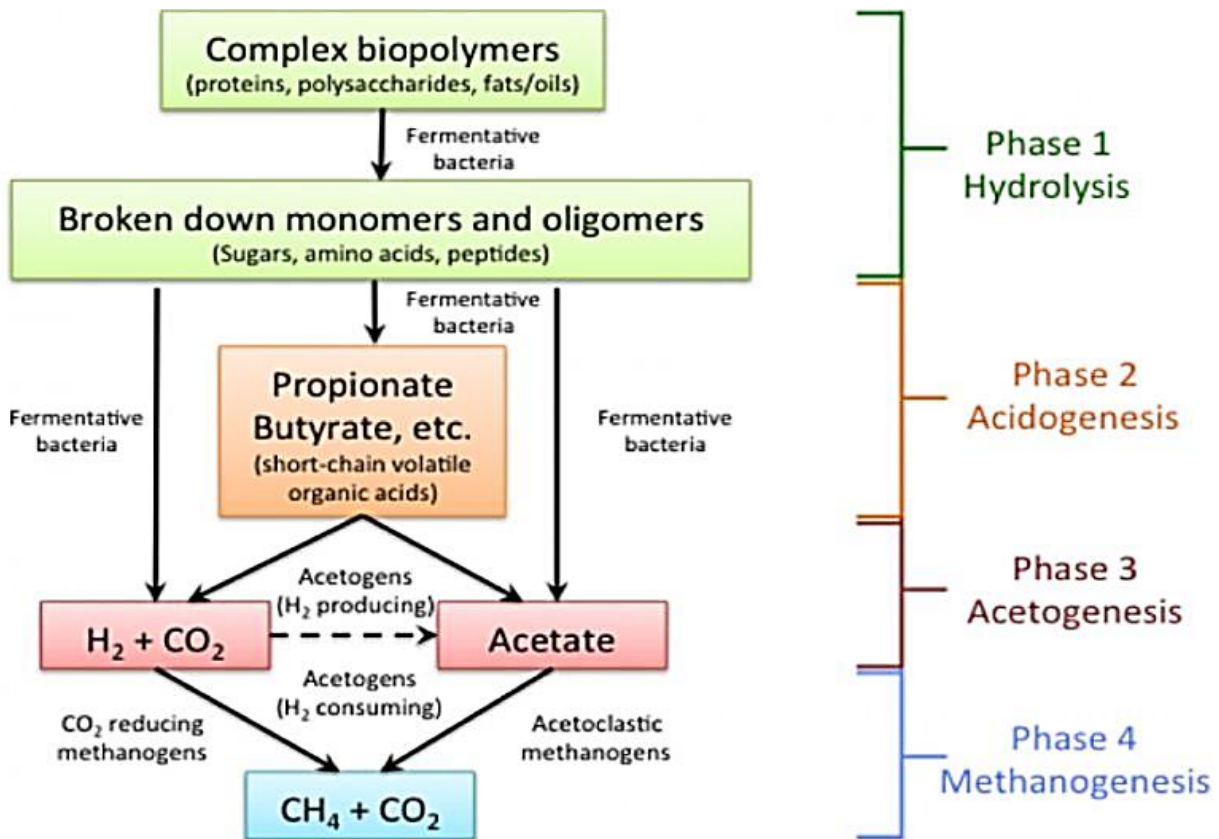 Complex biopolymers
(proteins, polysaccharides, fats/oils)
Fermentative
bacteria
Phase 1
Hydrolysis
Broken down monomers and oligomers
(Sugars, amino acids, peptides)
Fermentative
bacteria
Propionate
Butyrate, etc.
(short-chain volatile
organic acids)
Fermentative
bacteria
Fermentative
bacteria
Phase 2
Acidogenesis
Acetogens
(H₂ producing)
H₂ + CO₂
Acetate
Phase 3
Acetogenesis
Acetogens
(H₂ consuming)
CO₂ reducing
methanogens
Acetoclastic
methanogens
Phase 4
Methanogenesis
CH₄ + CO₂